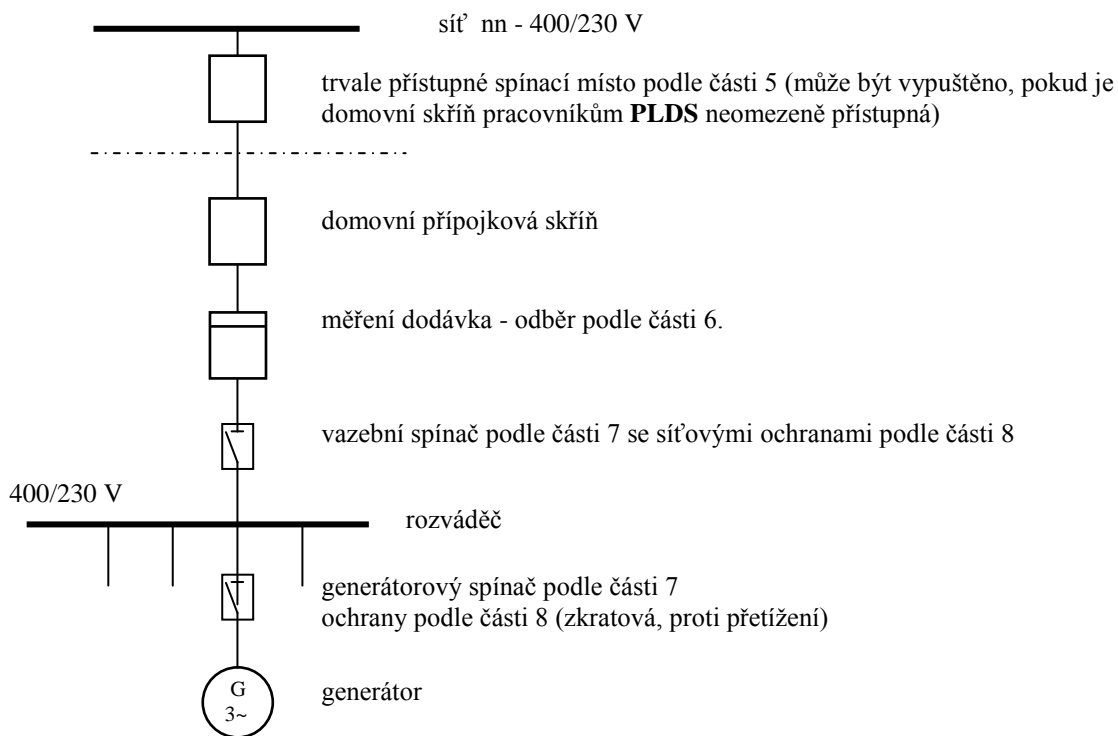 síť nn - 400/230 V
trvale přístupné spínací místo podle části 5 (může být vypuštěno, pokud je
domovní skříň pracovníkům PLDS neomezeně přístupná)
domovní přípojková skříň
měření dodávka - odběr podle části 6.
vazební spínač podle části 7 se síťovými ochranami podle části 8
400/230 V
rozváděč
generátorový spínač podle části 7
ochrany podle části 8 (zkratová, proti přetížení)
G
3~
generátor